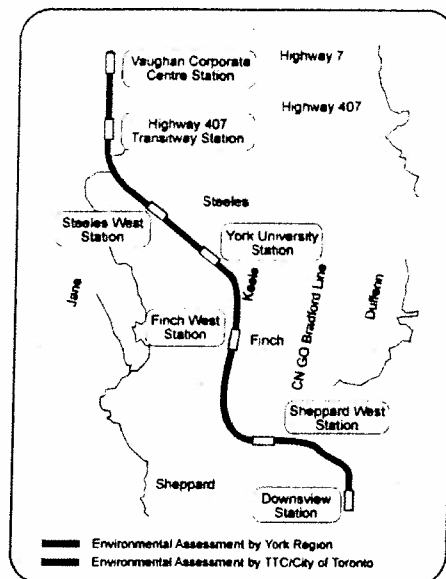 Vaughan Corporate
Centre Station
Highway 7
Highway 407
Highway 407
Transitway Station
Steeles
Steeles West
Station
York University
Station
Jane
Keele
Finch West
Station
Finch
CN GO Bradford Line
Dufferin
Sheppard West
Station
Sheppard
Downsview
Station
Environmental Assessment by York Region
Environmental Assessment by TTC/City of Toronto